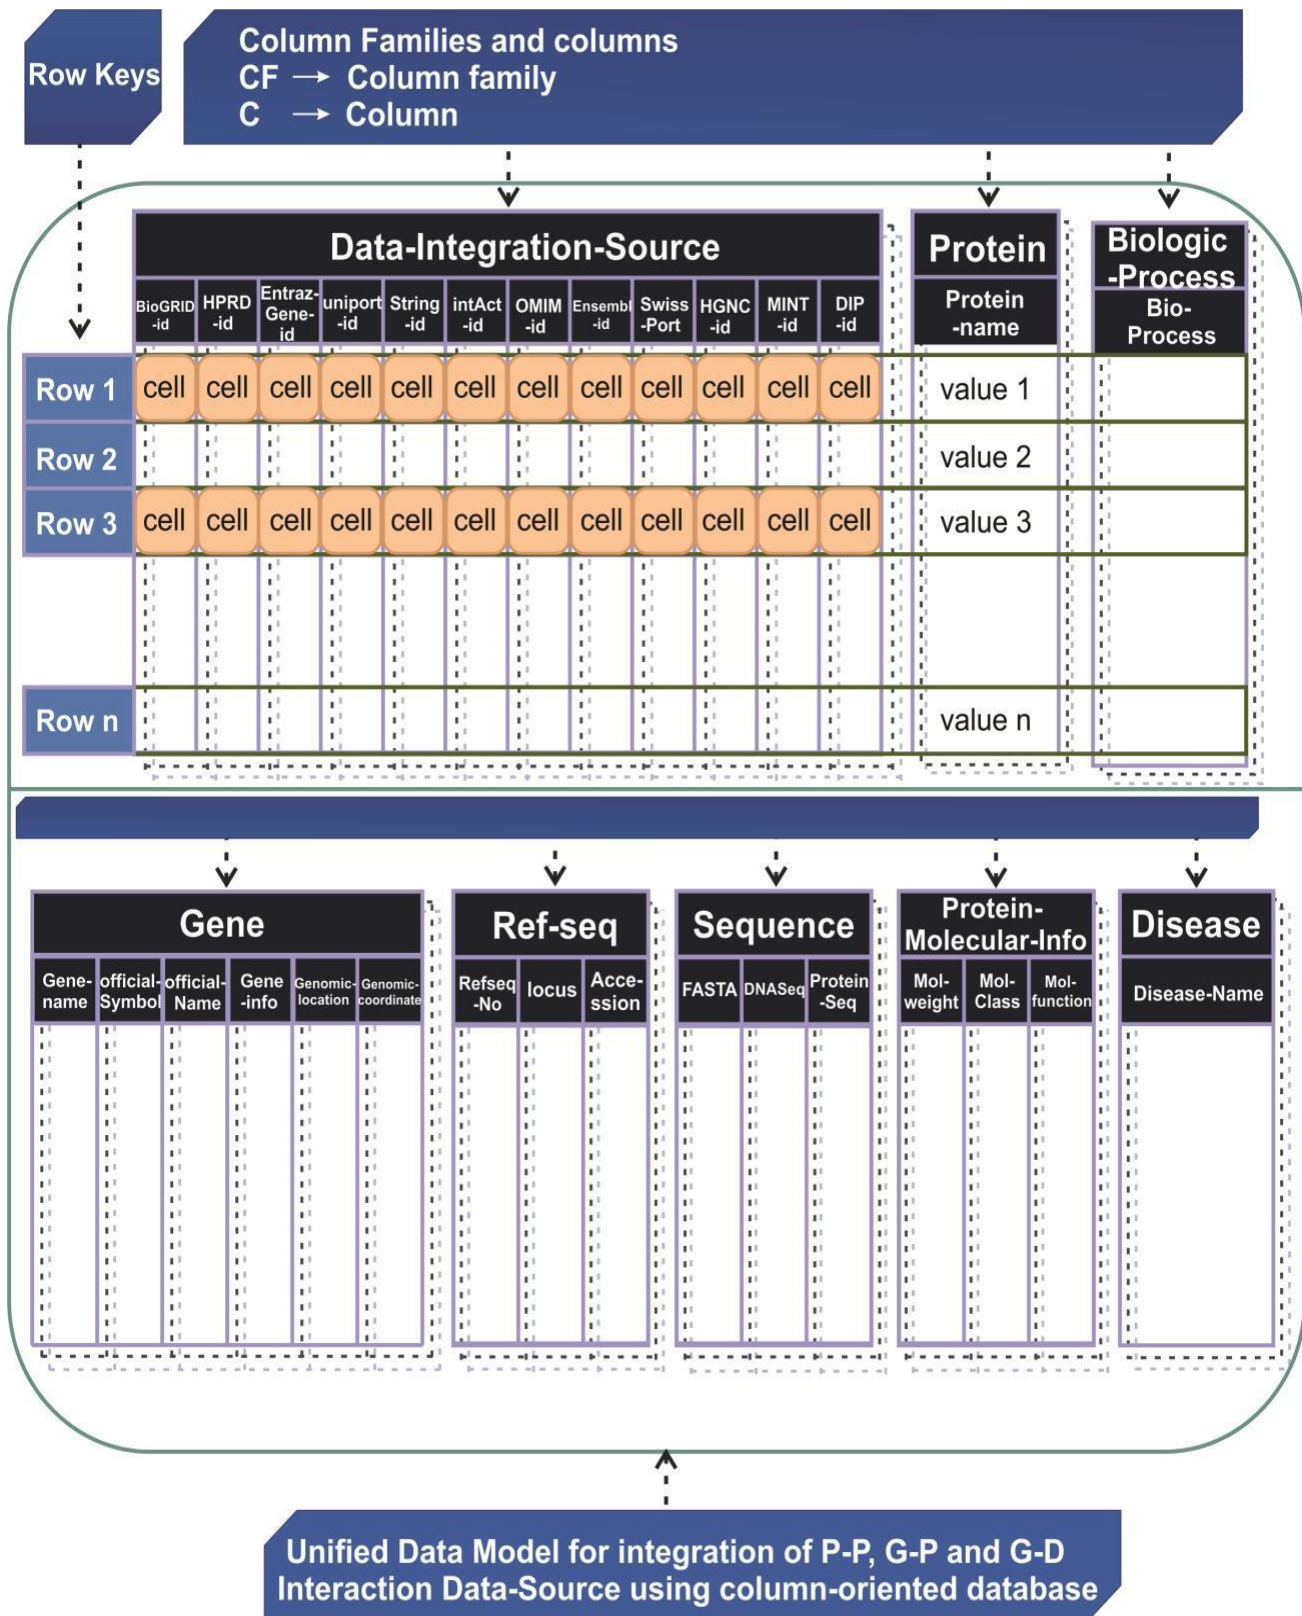 Row Keys
Column Families and columns
CF → Column family
C → Column
Data-Integration-Source
BioGRID
-id
HPRD
-id
Entraz-
Gene-
id
uniport
-id
String
-id
intAct
-id
OMIM
-id
Ensembl
-id
Swiss
-Port
HGNC
-id
MINT
-id
DIP
-id
Protein
Protein
-name
Biologic
-Process
Bio-
Process
Row 1 cell cell cell cell cell cell cell cell cell cell cell cell value 1
Row 2 value 2
Row 3 cell cell cell cell cell cell cell cell cell cell cell cell value 3
Row n value n
Gene
Gene-
name
official-
Symbol
official-
Name
Gene
-info
Genomic-
location
Genomic-
coordinate
Ref-seq
Refseq
-No
locus
Acce-
ssion
Sequence
FASTA
DNASeq
Protein
-Seq
Protein-
Molecular-Info
Mol-
weight
Mol-
Class
Mol-
function
Disease
Disease-Name
Unified Data Model for integration of P-P, G-P and G-D
Interaction Data-Source using column-oriented database